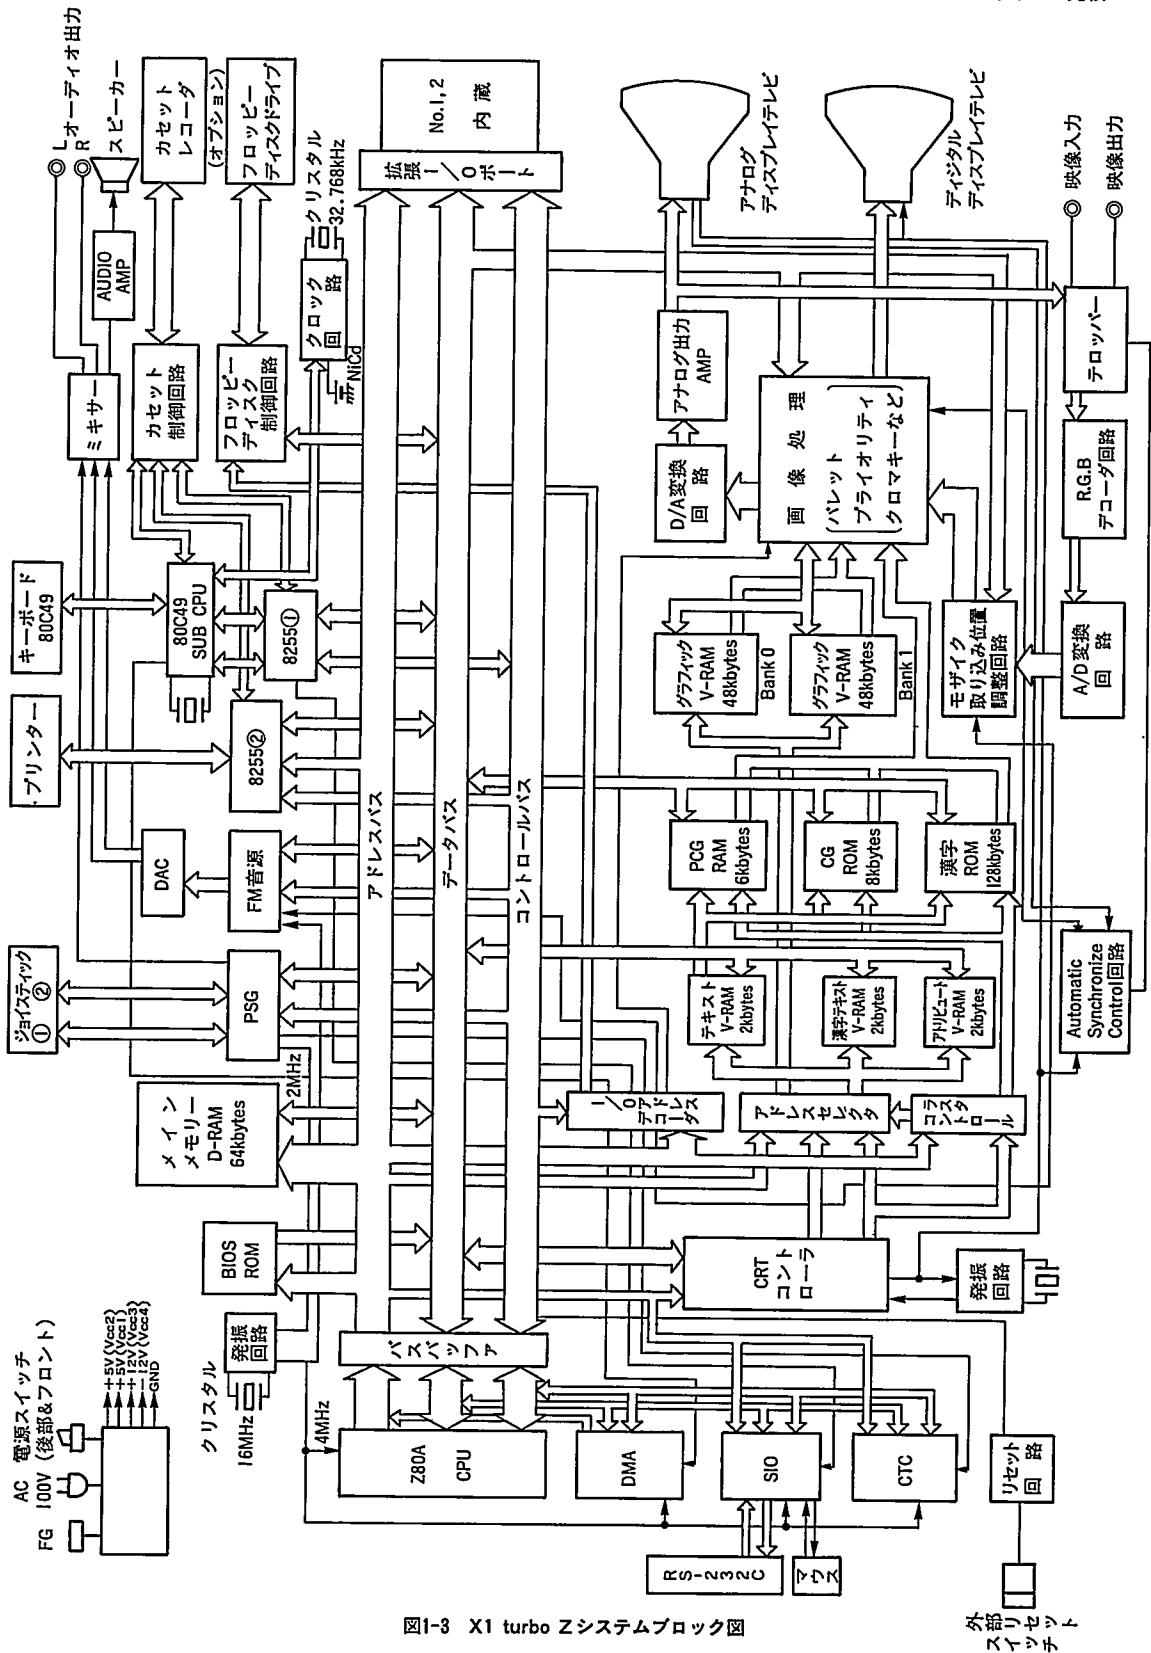 L
R
オーディオ出力
スピーカー
AUDIO
AMP
ミキサー
カセット
レコーダ
(オプション)
フロッピー
ディスクドライブ
カセット
制御回路
フロッピー
ディスク
制御回路
クリスタル
32.768kHz
クロック
回路
NiCd
No.1,2
内蔵
拡張I/Oポート
キーボード
80C49
80C49
SUB CPU
8255①
プリンター
8255②
DAC
FM音源
ジョイスティック
① ②
PSG
2MHz
メイン
メモリー
D-RAM
64kbytes
BIOS
ROM
クリスタル
16MHz
発振
回路
4MHz
AC
100V
電源スイッチ
(後部&フロント)
FG
+5V(Vcc2)
+5V(Vcc1)
+12V(Vcc3)
-12V(Vcc4)
GND
アドレスバス
データバス
コントロールバス
バスバッファ
Z80A
CPU
DMA
SIO
CTC
RS-232C
マウス
リセット
回路
外部リセット
スイッチ
アナログ
ディスプレイテレビ
ディジタル
ディスプレイテレビ
映像入力
映像出力
アナログ出力
AMP
D/A変換
回路
画像処理
(パレット
プライオリティ
クロマキーなど)
テロッパー
R.G.B
デコーダ回路
A/D変換
回路
モザイク
取り込み位置
調整回路
グラフィック
V-RAM
48kbytes
Bank 0
グラフィック
V-RAM
48kbytes
Bank 1
PCG
RAM
6kbytes
CG
ROM
8kbytes
漢字
ROM
128kbytes
テキスト
V-RAM
2kbytes
漢字テキスト
V-RAM
2kbytes
アトリビュート
V-RAM
2kbytes
Automatic
Synchronize
Control回路
I/Oアドレス
デコーダ
アドレスセレクタ
ラスタ
コントロール
CRT
コントローラ
発振
回路
図1-3 X1 turbo Zシステムブロック図